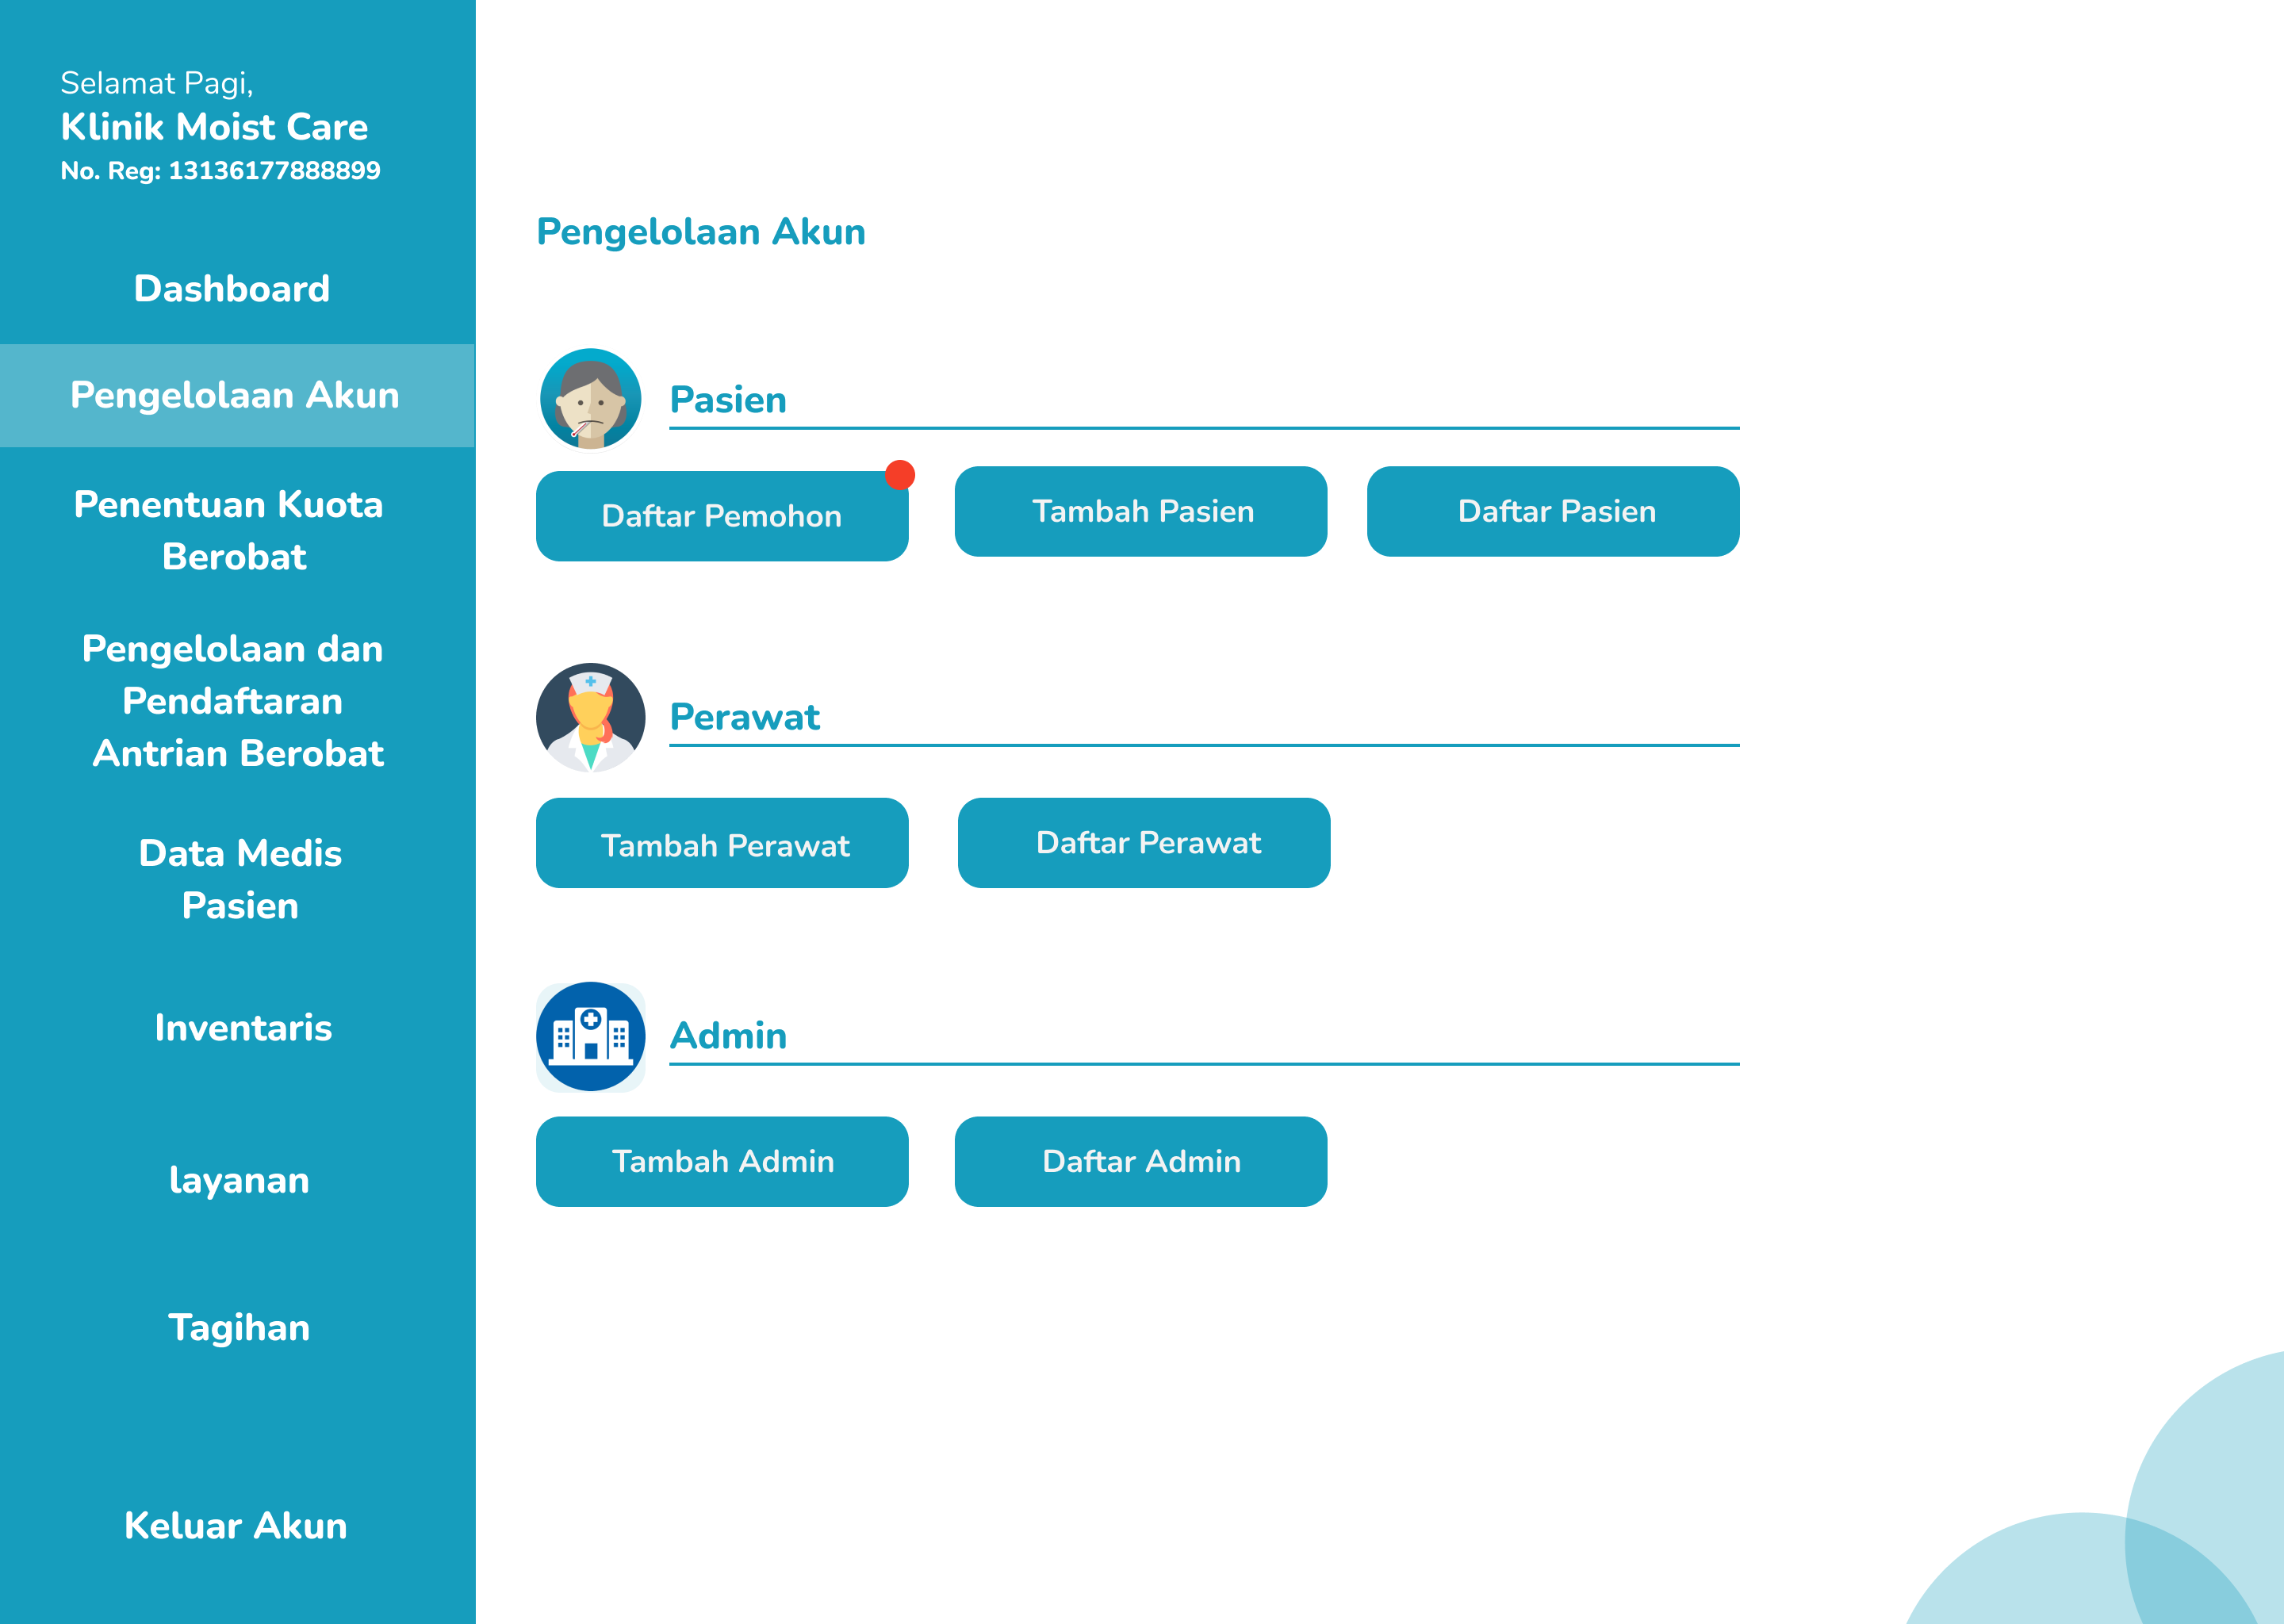 Selamat Pagi,
Klinik Moist Care
No. Reg: 13136177888899
Dashboard
Pengelolaan Akun
Penentuan Kuota
Berobat
Pengelolaan dan
Pendaftaran
Antrian Berobat
Data Medis
Pasien
Inventaris
layanan
Tagihan
Keluar Akun
Pengelolaan Akun
Pasien
Daftar Pemohon
Tambah Pasien
Daftar Pasien
Perawat
Tambah Perawat
Daftar Perawat
Admin
Tambah Admin
Daftar Admin